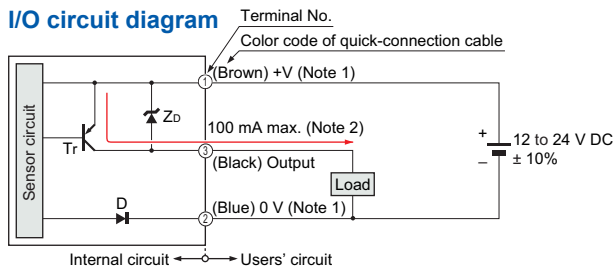 I/O circuit diagram
Terminal No.
Color code of quick-connection cable
Sensor circuit
Tr
ZD
D
1
(Brown) +V (Note 1)
100 mA max. (Note 2)
3
(Black) Output
Load
2
(Blue) 0 V (Note 1)
+
−
12 to 24 V DC
± 10%
Internal circuit
Users' circuit